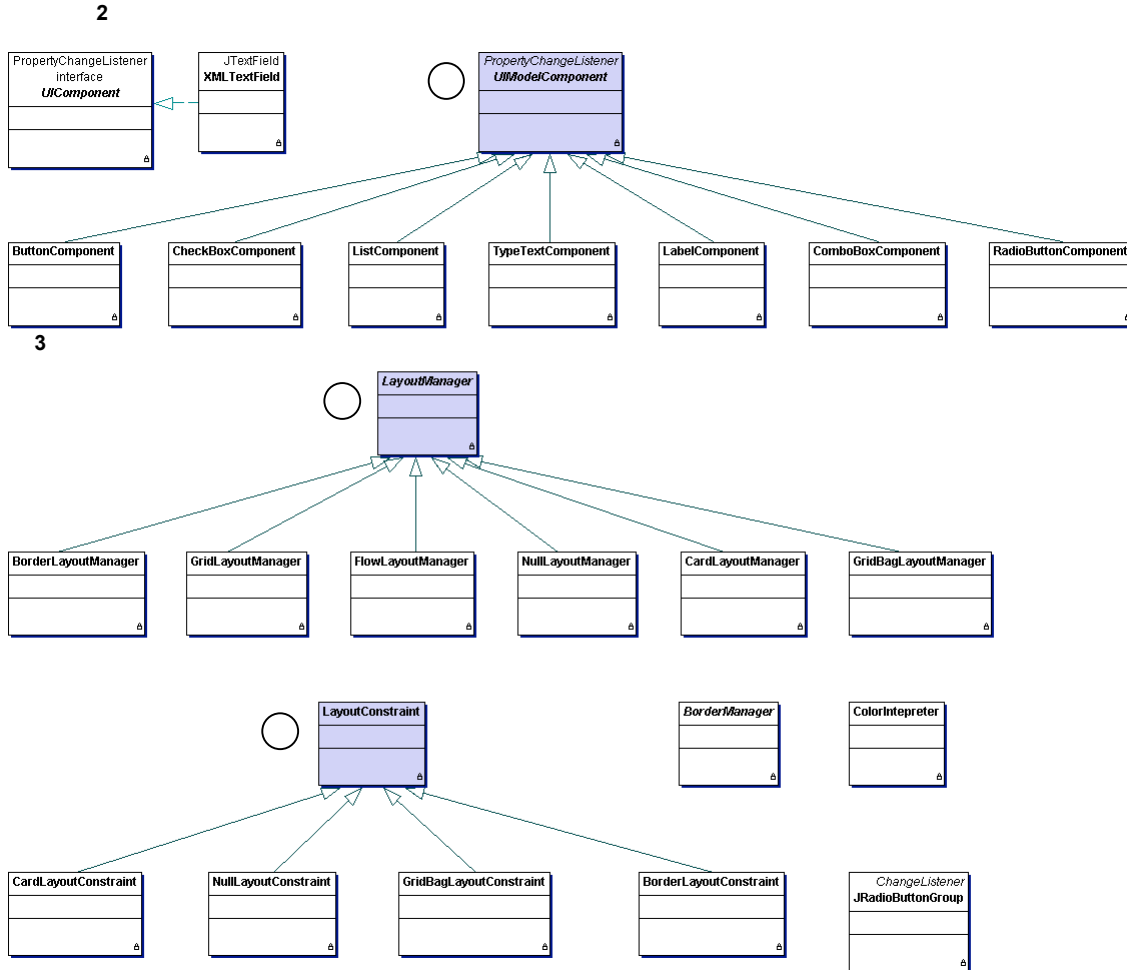 2
PropertyChangeListener
interface
UIComponent
JTextField
XMLTextField
PropertyChangeListener
UIModelComponent
ButtonComponent
CheckBoxComponent
ListComponent
TypeTextComponent
LabelComponent
ComboBoxComponent
RadioButtonComponent
3
LayoutManager
BorderLayoutManager
GridLayoutManager
FlowLayoutManager
NullLayoutManager
CardLayoutManager
GridBagLayoutManager
LayoutConstraint
BorderManager
ColorIntepreter
CardLayoutConstraint
NullLayoutConstraint
GridBagLayoutConstraint
BorderLayoutConstraint
ChangeListener
JRadioButtonGroup